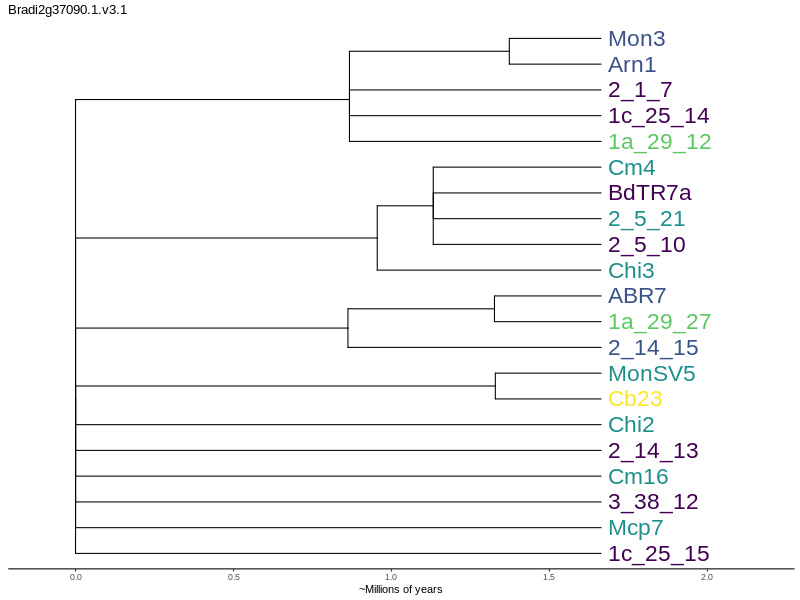 Bradi2g37090.1.v3.1
Mon3
Arn1
2_1_7
1c_25_14
1a_29_12
Cm4
BdTR7a
2_5_21
2_5_10
Chi3
ABR7
1a_29_27
2_14_15
MonSV5
Cb23
Chi2
2_14_13
Cm16
3_38_12
Mcp7
1c_25_15
0.0 0.5 1.0 1.5 2.0
~Millions of years